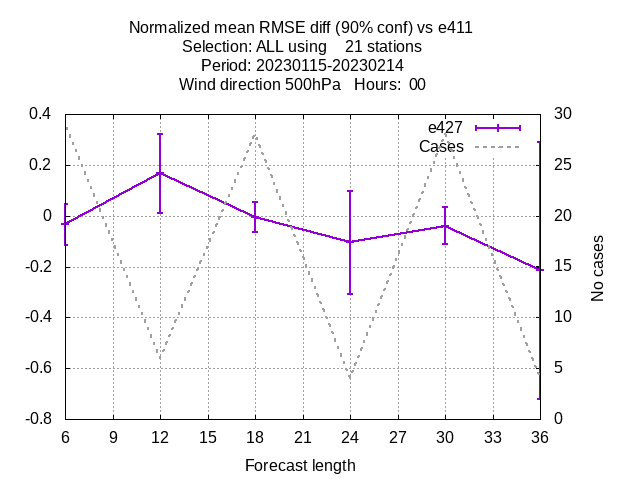 Normalized mean RMSE diff (90% conf) vs e411
Selection: ALL using    21 stations
Period: 20230115-20230214
Wind direction 500hPa   Hours:  00
0.4
0.2
0
-0.2
-0.4
-0.6
-0.8
30
25
20
15
10
5
0
e427
Cases
No cases
6 9 12 15 18 21 24 27 30 33 36
Forecast length